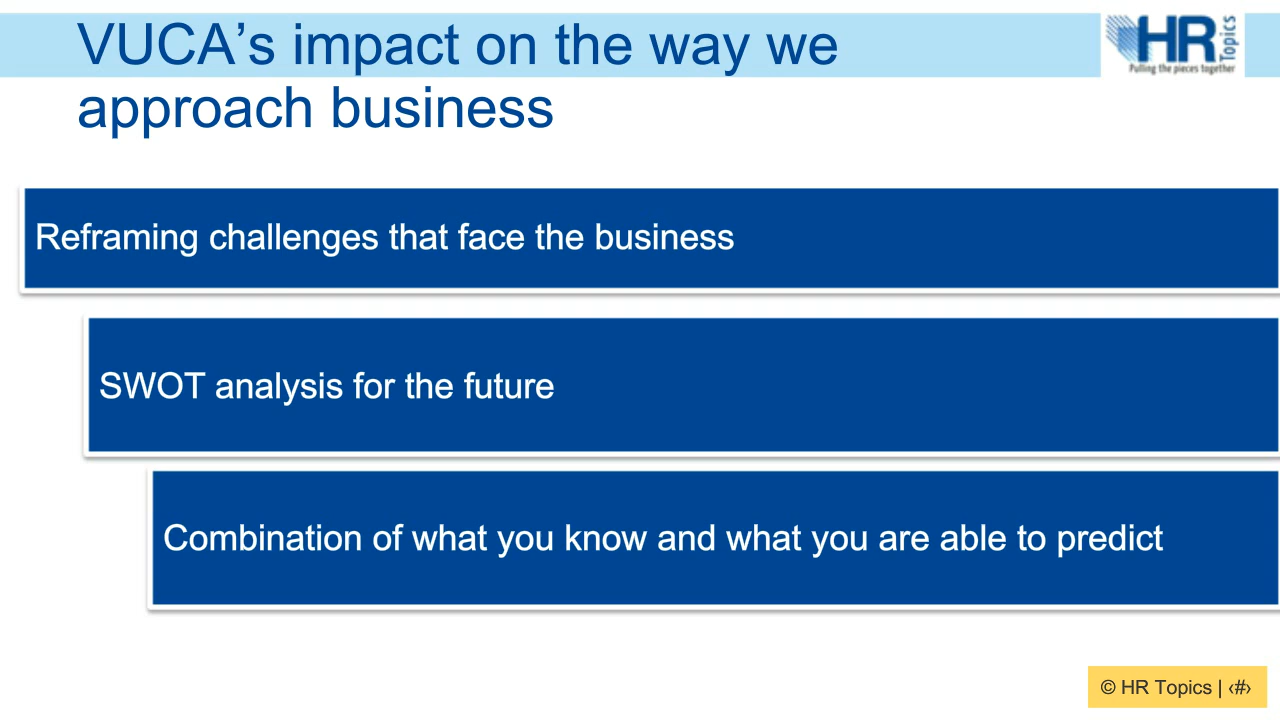 VUCA’s impact on the way we
approach business
HR
Topics
Pulling the pieces together
Reframing challenges that face the business
SWOT analysis for the future
Combination of what you know and what you are able to predict
© HR Topics | ‹#›